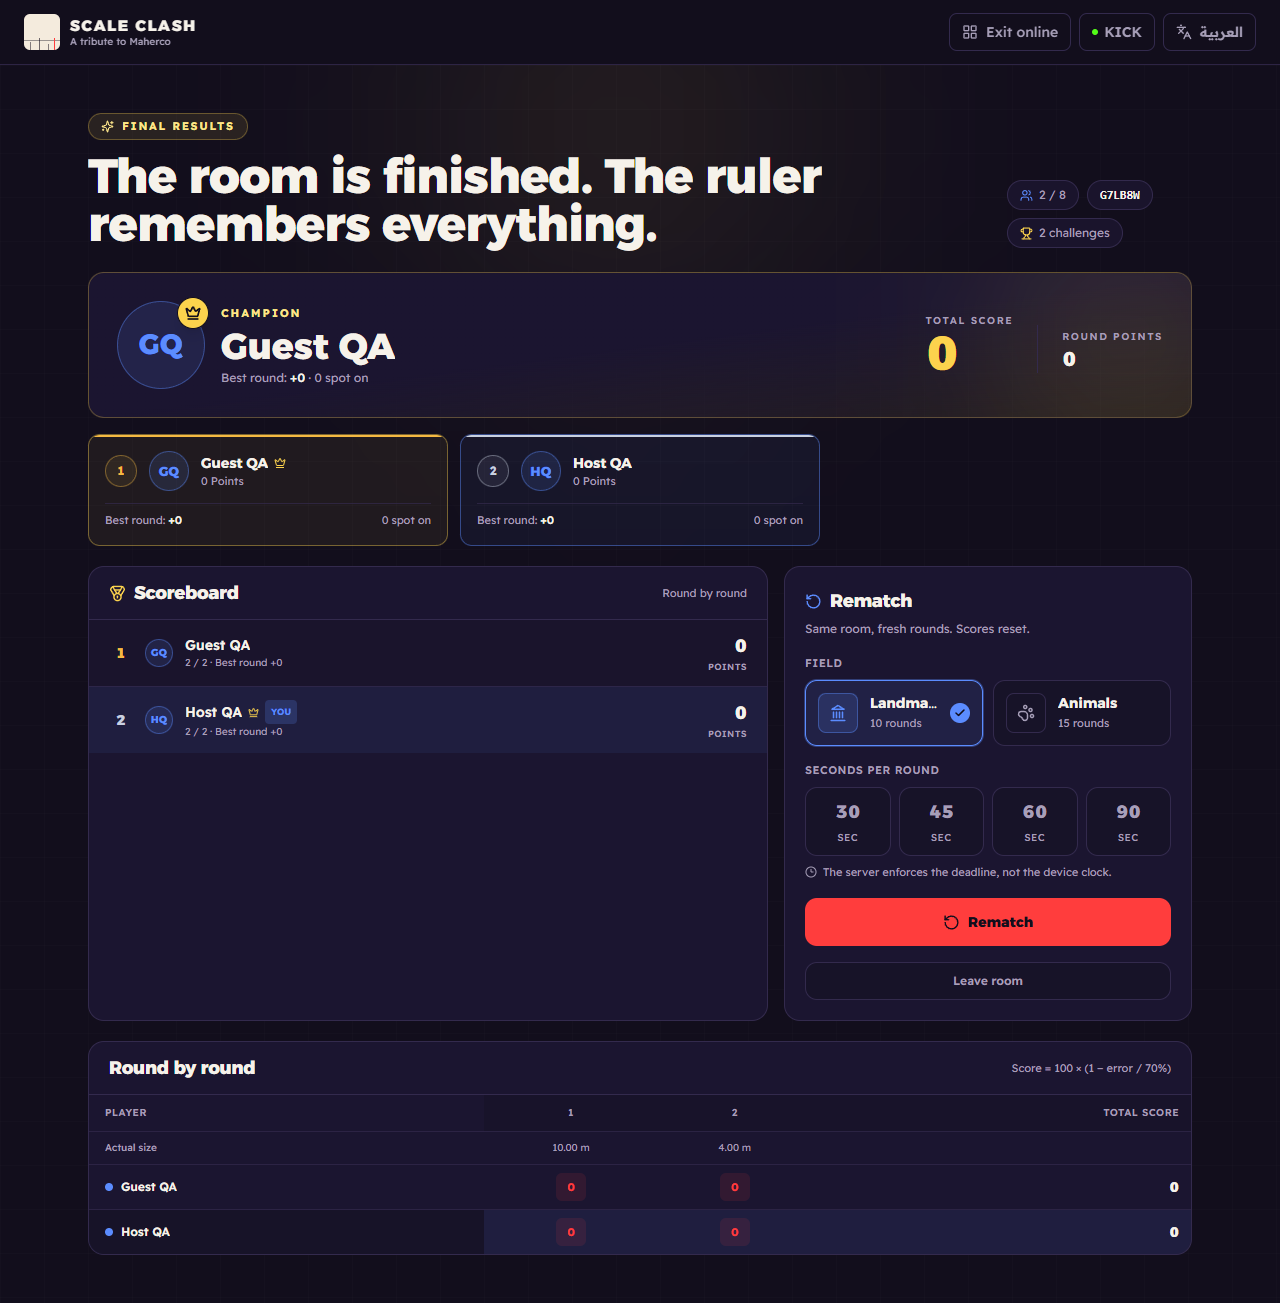 SCALE CLASH
A tribute to Maherco
Exit online
KICK
العربية
FINAL RESULTS
The room is finished. The ruler
remembers everything.
2 / 8
G7LB8W
2 challenges
GQ
CHAMPION
Guest QA
Best round: +0 · 0 spot on
TOTAL SCORE
0
ROUND POINTS
0
1
GQ
Guest QA
0 Points
Best round: +0
0 spot on
2
HQ
Host QA
0 Points
Best round: +0
0 spot on
Scoreboard
Round by round
1
GQ
Guest QA
2 / 2 · Best round +0
0
POINTS
2
HQ
Host QA
YOU
2 / 2 · Best round +0
0
POINTS
Rematch
Same room, fresh rounds. Scores reset.
FIELD
Landma...
10 rounds
Animals
15 rounds
SECONDS PER ROUND
30
SEC
45
SEC
60
SEC
90
SEC
The server enforces the deadline, not the device clock.
Rematch
Leave room
Round by round
Score = 100 × (1 − error / 70%)
PLAYER 1 2 TOTAL SCORE
Actual size 10.00 m 4.00 m
Guest QA 0 0 0
Host QA 0 0 0